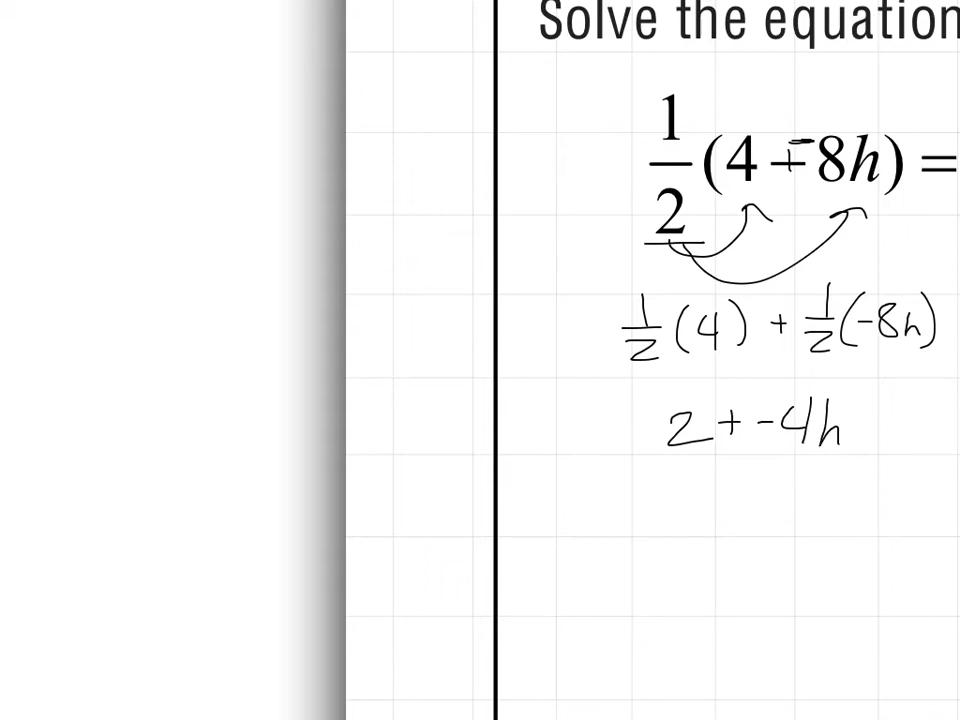 Solve the equation
1/2(4 + -8h) =
1/2(4) + 1/2(-8h)
2 + -4h